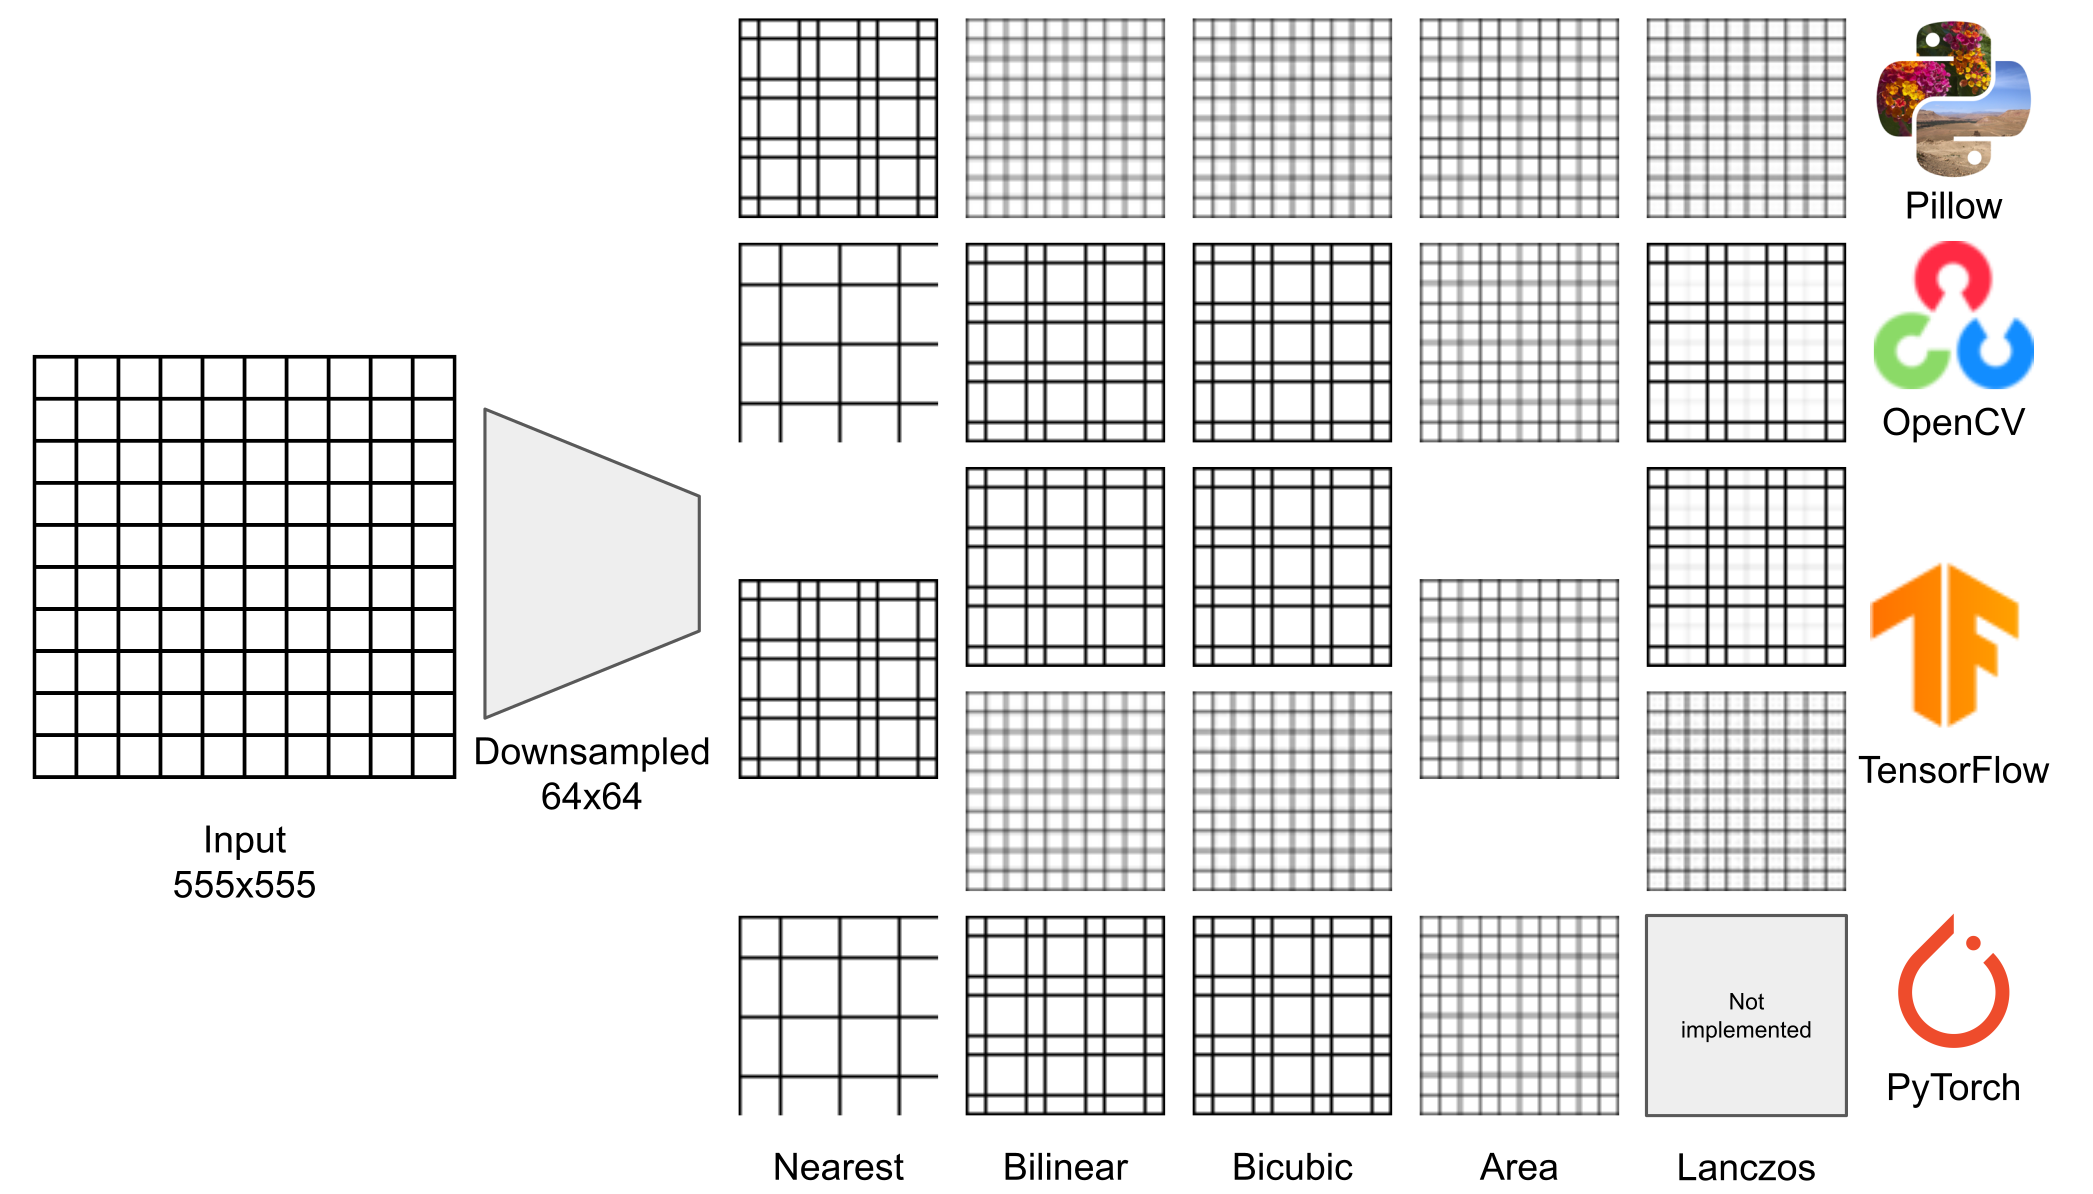 Pillow
OpenCV
Downsampled
64x64
TensorFlow
Input
555x555
Not
implemented
PyTorch
Nearest
Bilinear
Bicubic
Area
Lanczos